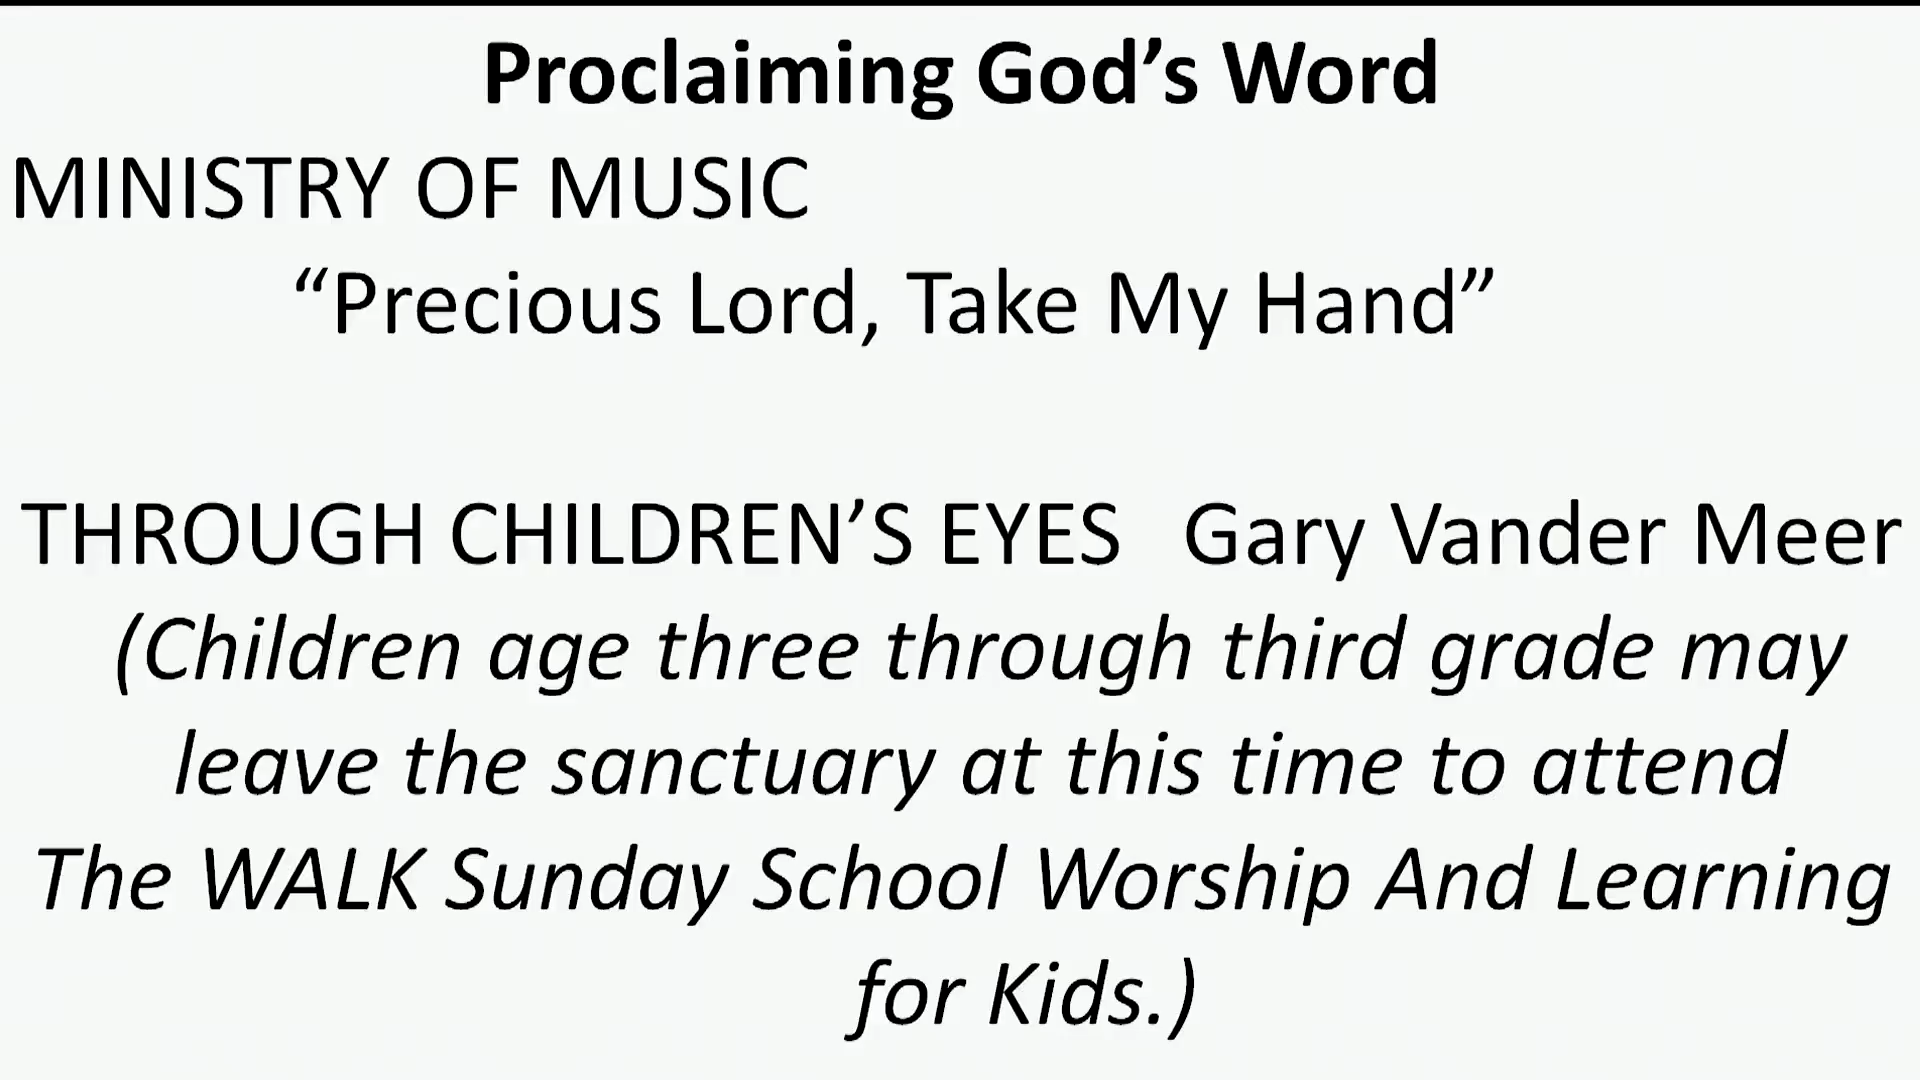 Proclaiming God’s Word
MINISTRY OF MUSIC
“Precious Lord, Take My Hand”
THROUGH CHILDREN’S EYES Gary Vander Meer
(Children age three through third grade may
leave the sanctuary at this time to attend
The WALK Sunday School Worship And Learning
for Kids.)